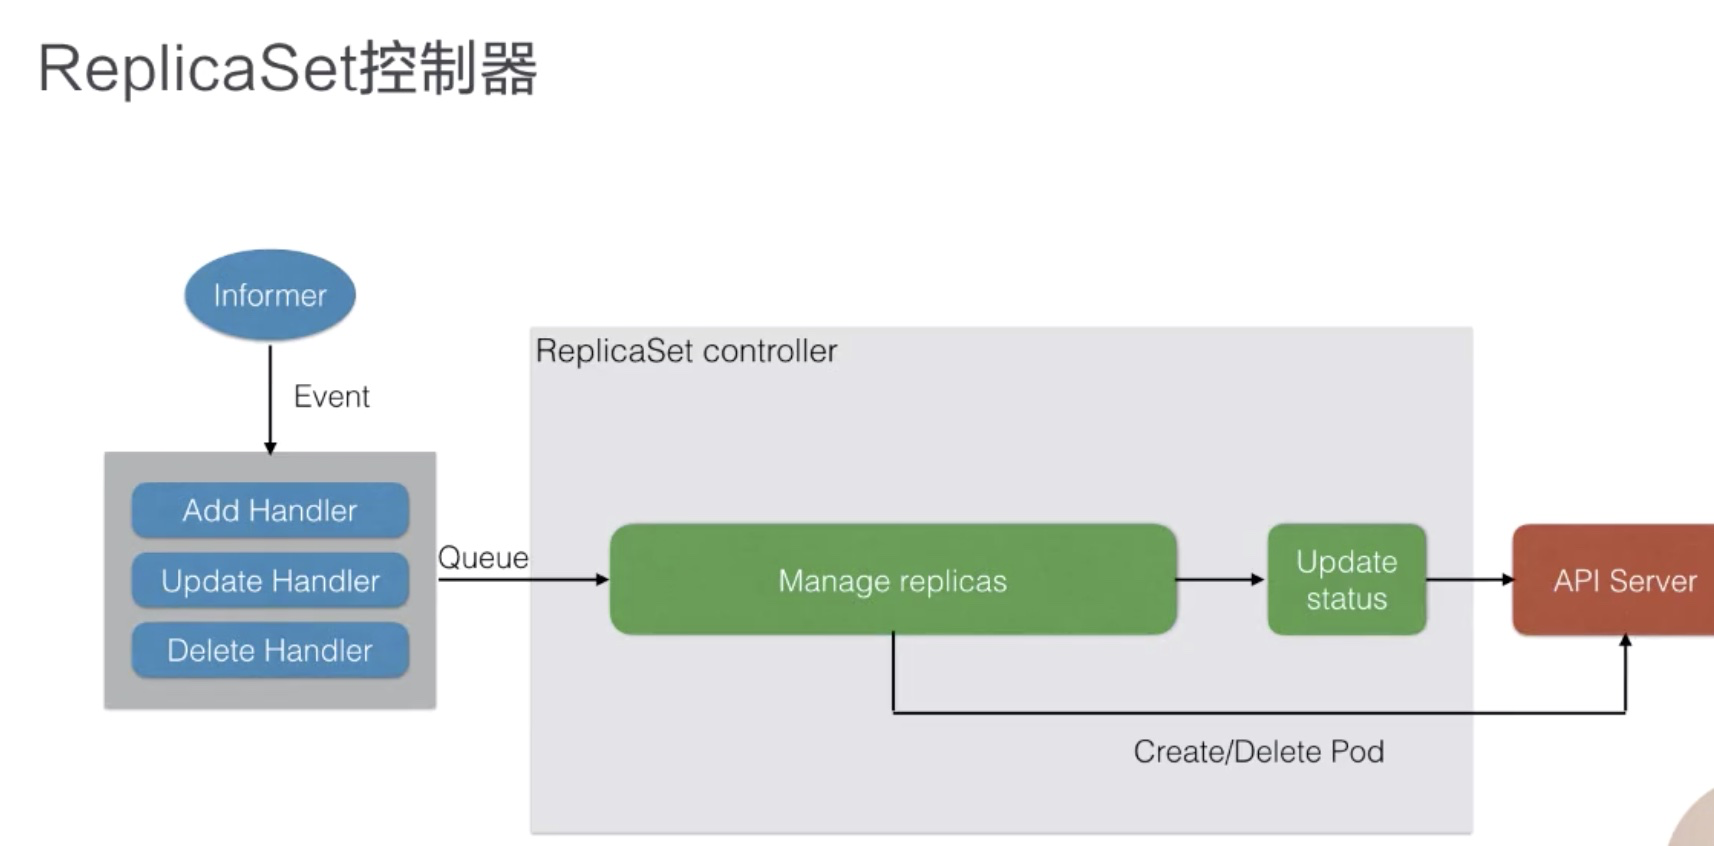 ReplicaSet控制器
Informer
Event
Add Handler
Update Handler
Delete Handler
Queue
ReplicaSet controller
Manage replicas
Update
status
API Server
Create/Delete Pod